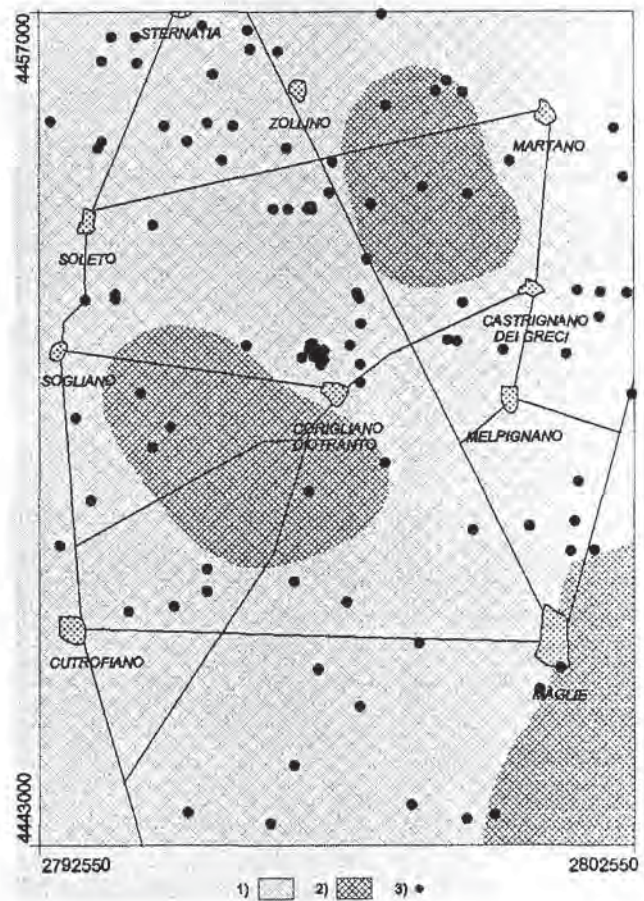 4457000
STERNATIA
ZOLLINO
MARTANO
SOLETO
CASTRIGNANO
DEI GRECI
SOGLIANO
CORIGLIANO
D'OTRANTO
MELPIGNANO
CUTROFIANO
MAGLIE
4443000
2792550 2802550
1) 2) 3)